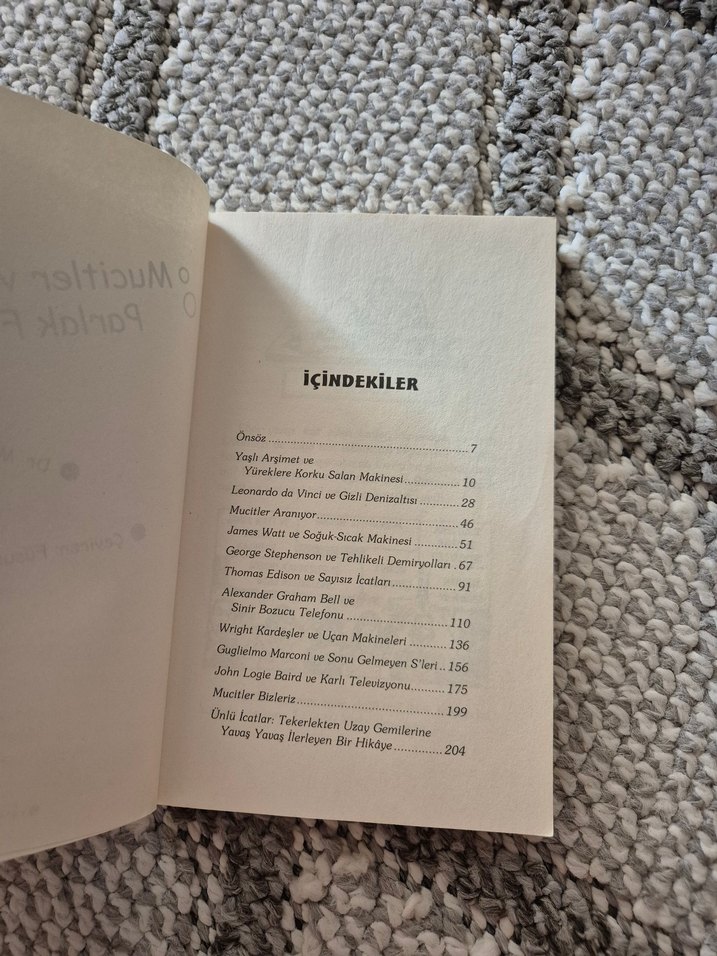 İÇİNDEKİLER
Önsöz ........................................................... 7
Yaşlı Arşimet ve
Yüreklere Korku Salan Makinesi ................ 10
Leonardo da Vinci ve Gizli Denizaltısı ........... 28
Mucitler Aranıyor ........................................ 46
James Watt ve Soğuk-Sıcak Makinesi ............. 51
George Stephenson ve Tehlikeli Demiryolları . 67
Thomas Edison ve Sayısız İcatları .................. 91
Alexander Graham Bell ve
Sinir Bozucu Telefonu ............................. 110
Wright Kardeşler ve Uçan Makineleri ............ 136
Guglielmo Marconi ve Sonu Gelmeyen S'leri .. 156
John Logie Baird ve Karlı Televizyonu .......... 175
Mucitler Bizleriz ........................................ 199
Ünlü İcatlar: Tekerlekten Uzay Gemilerine
Yavaş Yavaş İlerleyen Bir Hikâye ............. 204